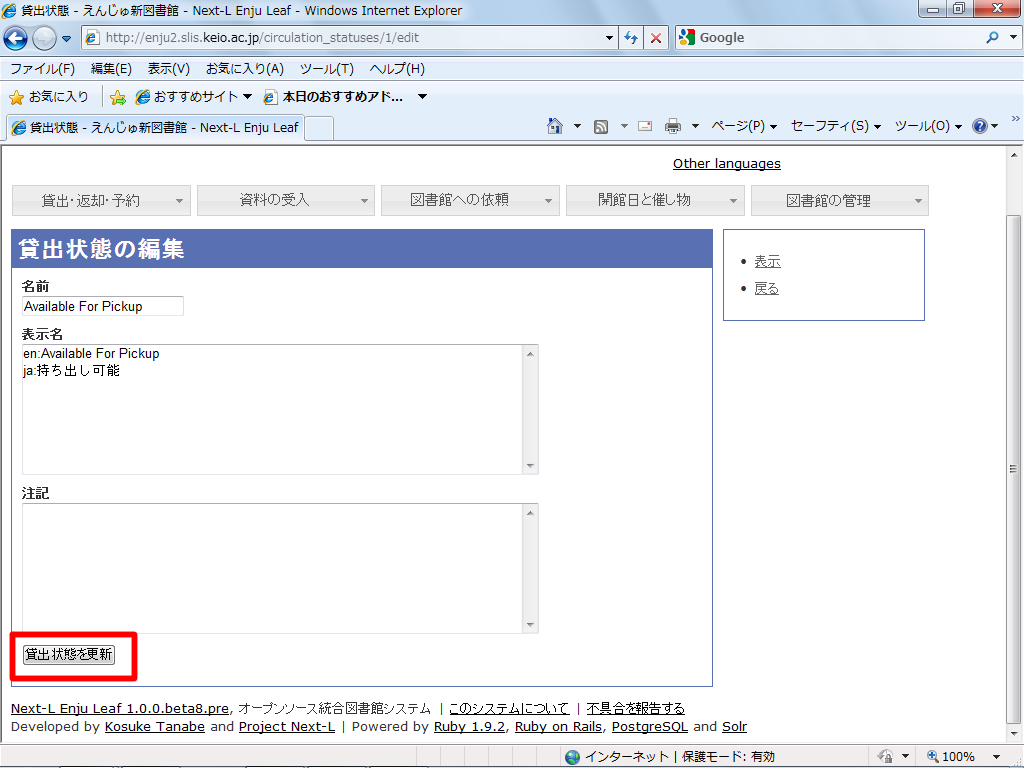 貸出状態 - えんじゅ新図書館 - Next-L Enju Leaf - Windows Internet Explorer
http://enju2.slis.keio.ac.jp/circulation_statuses/1/edit
Google
ファイル(F) 編集(E) 表示(V) お気に入り(A) ツール(T) ヘルプ(H)
お気に入り おすすめサイト 本日のおすすめアド...
貸出状態 - えんじゅ新図書館 - Next-L Enju Leaf
ページ(P) セーフティ(S) ツール(O) »
Other languages
貸出・返却・予約 資料の受入 図書館への依頼 開館日と催し物 図書館の管理
貸出状態の編集
名前
Available For Pickup
表示名
en:Available For Pickup
ja:持ち出し可能
注記
貸出状態を更新
• 表示
• 戻る
Next-L Enju Leaf 1.0.0.beta8.pre, オープンソース統合図書館システム | このシステムについて | 不具合を報告する
Developed by Kosuke Tanabe and Project Next-L | Powered by Ruby 1.9.2, Ruby on Rails, PostgreSQL and Solr
インターネット | 保護モード: 有効
100%